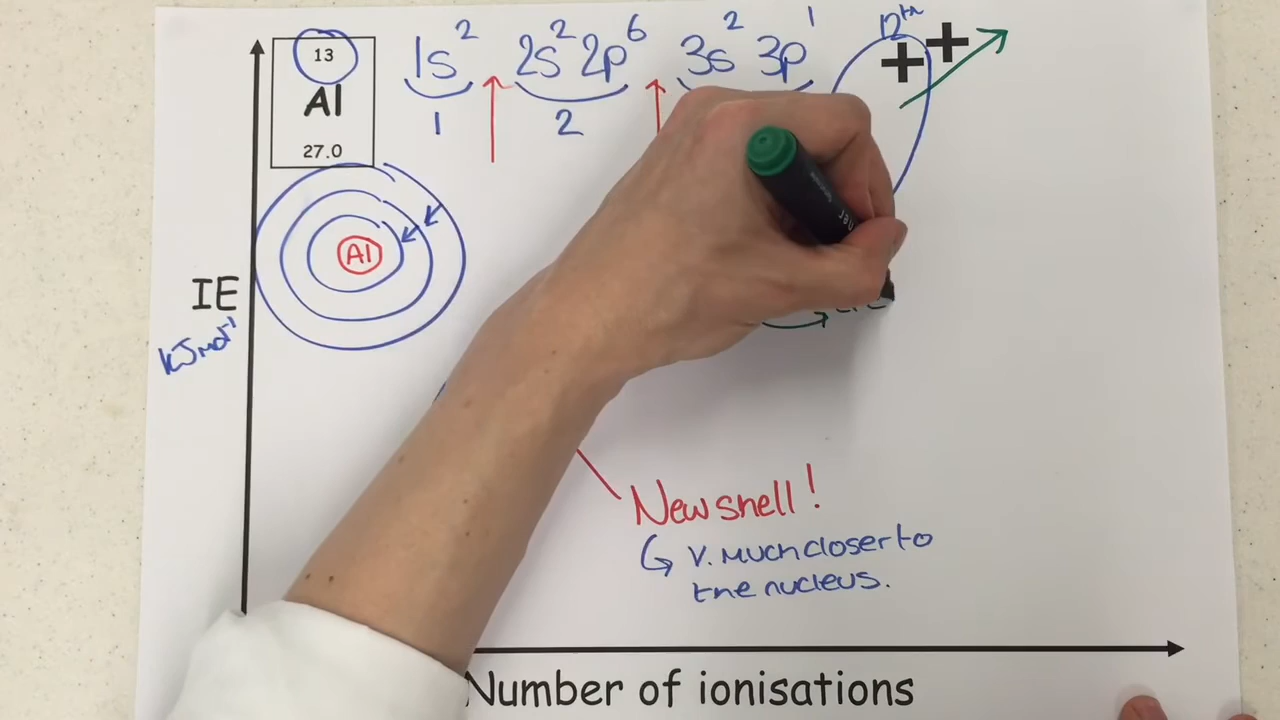 13
Al
27.0
1s² 2s² 2p⁶ 3s² 3p¹
1 2
12th
+ +
Al
IE
kJmol⁻¹
New shell!
↳ V. much closer to
the nucleus.
Number of ionisations